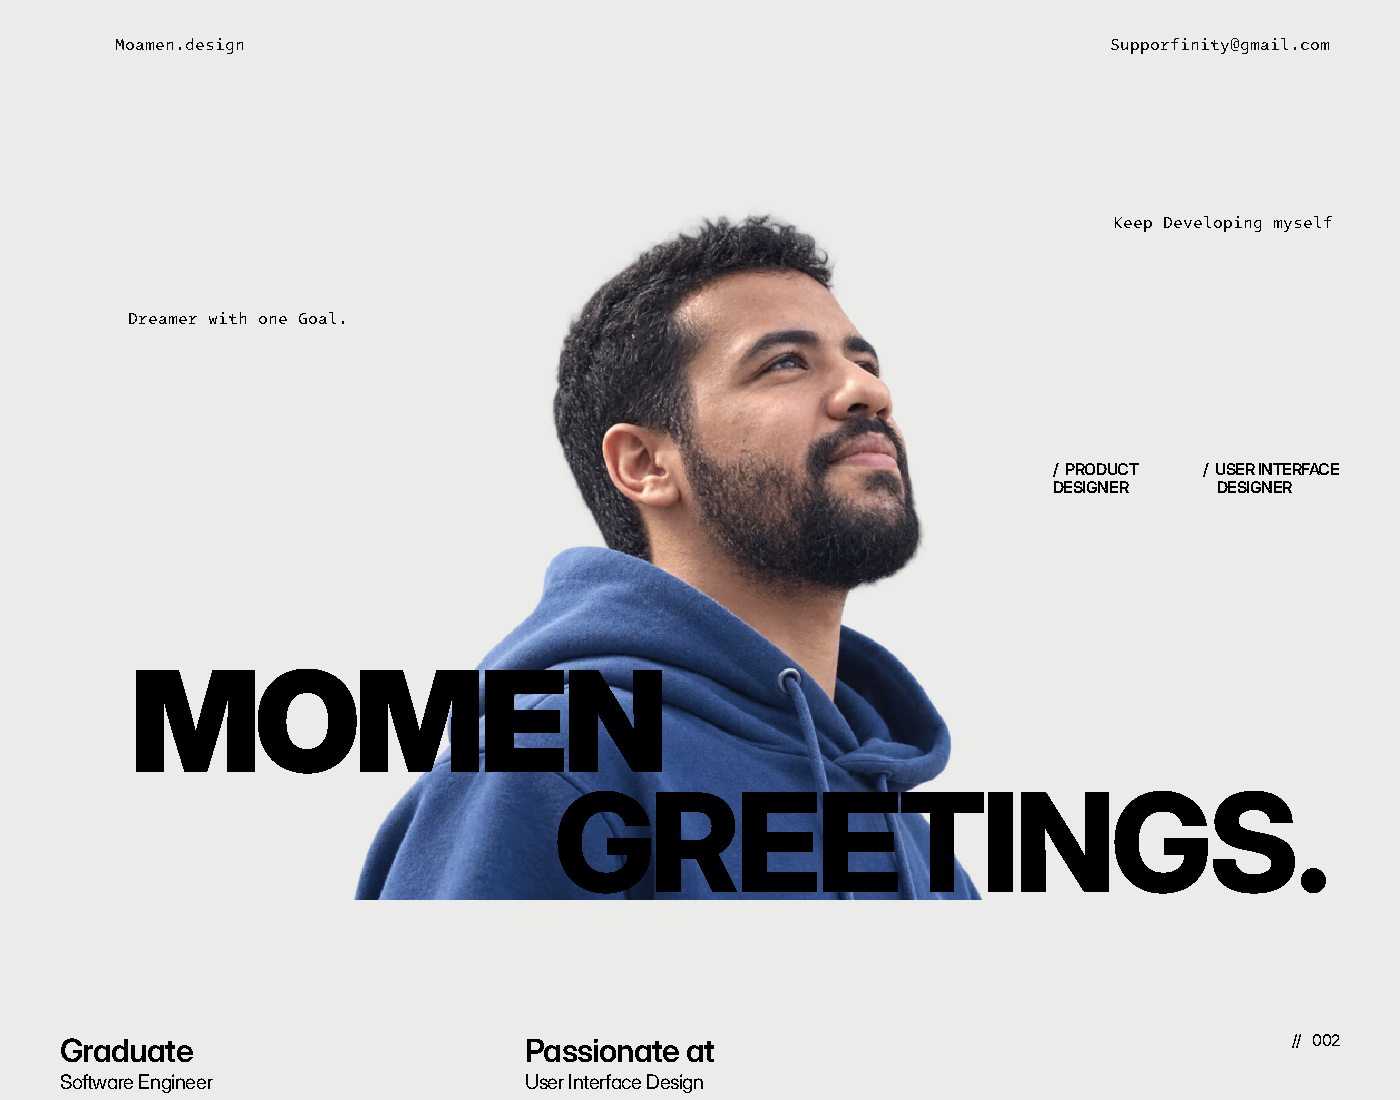 Moamen.design
Supporfinity@gmail.com
Keep Developing myself
Dreamer with one Goal.
/ PRODUCT
DESIGNER
/ USER INTERFACE
DESIGNER
MOMEN
GREETINGS.
Graduate
Software Engineer
Passionate at
User Interface Design
// 002